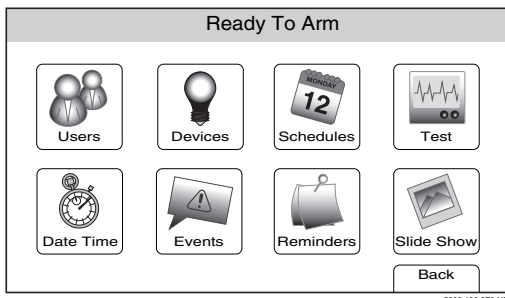 Ready To Arm
MONDAY
12
Users Devices Schedules Test
Date Time Events Reminders Slide Show
Back